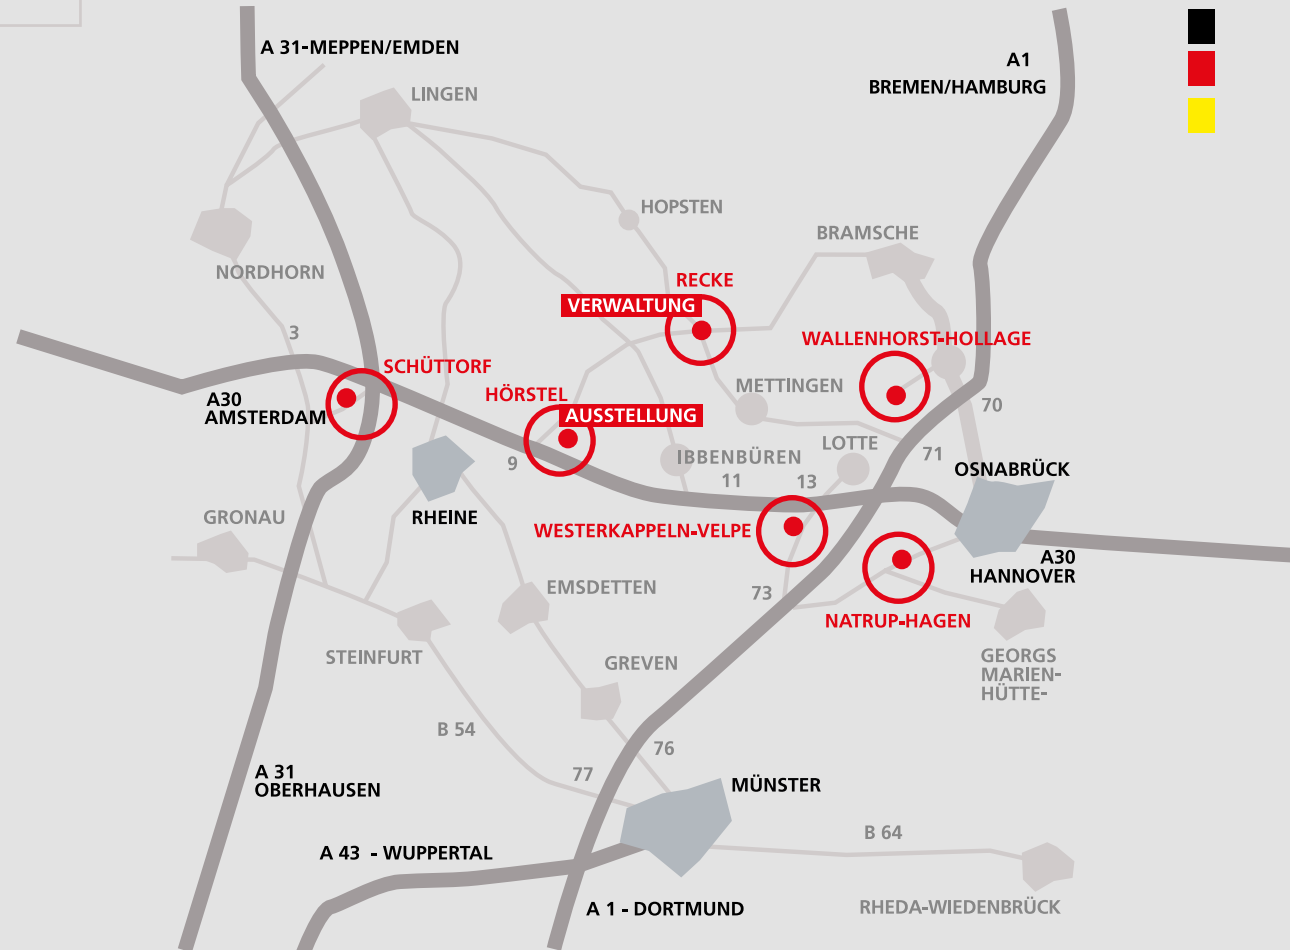 A 31-MEPPEN/EMDEN
A1
BREMEN/HAMBURG
LINGEN
HOPSTEN
BRAMSCHE
NORDHORN
RECKE
VERWALTUNG
3
WALLENHORST-HOLLAGE
SCHÜTTORF
HÖRSTEL
METTINGEN
A30
AMSTERDAM
AUSSTELLUNG
70
LOTTE
71
9
IBBENBÜREN
11
13
OSNABRÜCK
GRONAU
RHEINE
WESTERKAPPELN-VELPE
A30
HANNOVER
EMSDETTEN
73
NATRUP-HAGEN
STEINFURT
GREVEN
GEORGS
MARIEN-
HÜTTE-
B 54
76
A 31
OBERHAUSEN
77
MÜNSTER
B 64
A 43 - WUPPERTAL
A 1 - DORTMUND
RHEDA-WIEDENBRÜCK